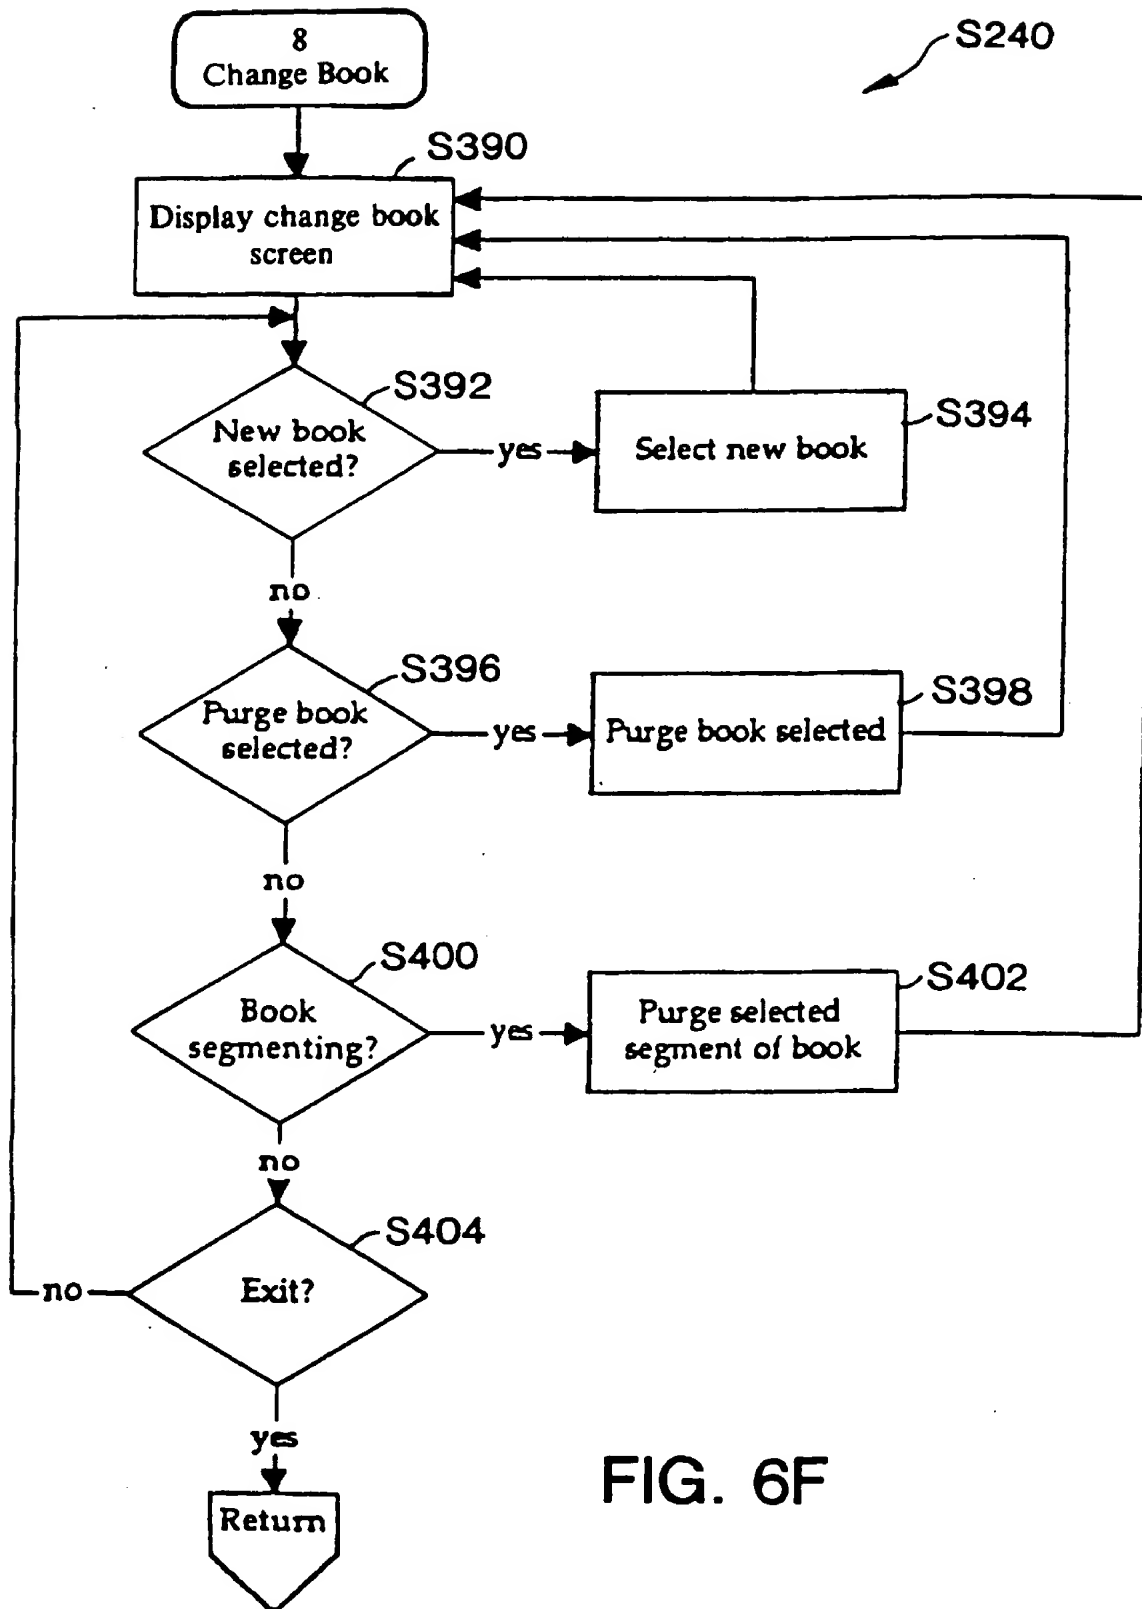 8
Change Book
S240
S390
Display change book
screen
S392
New book
selected?
yes
S394
Select new book
no
S396
Purge book
selected?
yes
S398
Purge book selected
no
S400
Book
segmenting?
yes
S402
Purge selected
segment of book
no
S404
Exit?
no
yes
Return
FIG. 6F